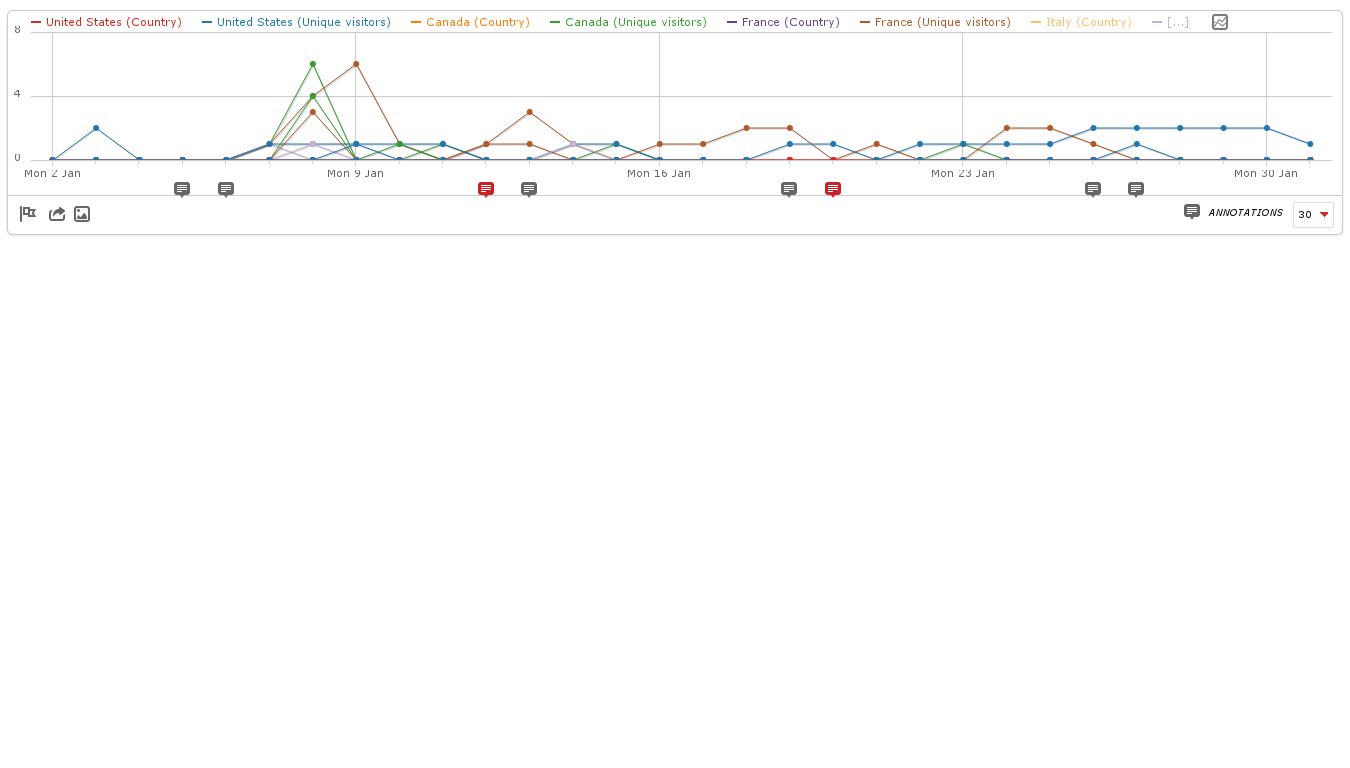 United States (Country) United States (Unique visitors) Canada (Country) Canada (Unique visitors) France (Country) France (Unique visitors) Italy (Country) [...]
8
4
0
Mon 2 Jan Mon 9 Jan Mon 16 Jan Mon 23 Jan Mon 30 Jan
ANNOTATIONS 30